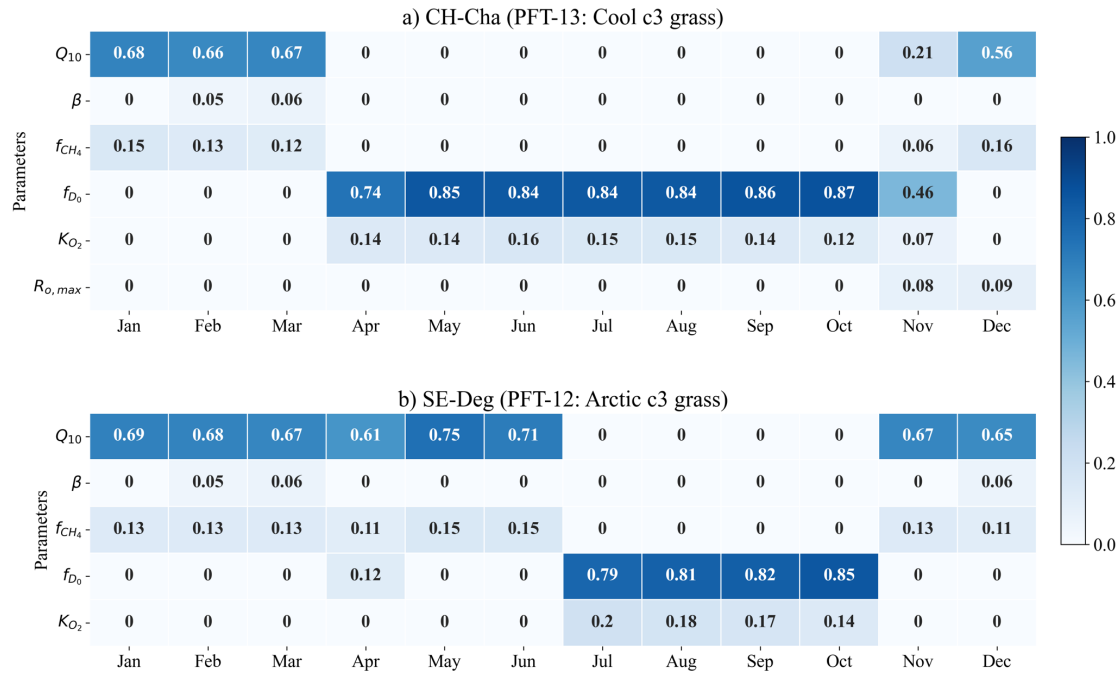 a) CH-Cha (PFT-13: Cool c3 grass)
Q10 0.68 0.66 0.67 0 0 0 0 0 0 0 0.21 0.56
β 0 0.05 0.06 0 0 0 0 0 0 0 0 0
fCH4 0.15 0.13 0.12 0 0 0 0 0 0 0 0.06 0.16
fD0 0 0 0 0.74 0.85 0.84 0.84 0.84 0.86 0.87 0.46 0
KO2 0 0 0 0.14 0.14 0.16 0.15 0.15 0.14 0.12 0.07 0
Ro,max 0 0 0 0 0 0 0 0 0 0 0.08 0.09
Jan Feb Mar Apr May Jun Jul Aug Sep Oct Nov Dec
Parameters
b) SE-Deg (PFT-12: Arctic c3 grass)
Q10 0.69 0.68 0.67 0.61 0.75 0.71 0 0 0 0 0.67 0.65
β 0 0.05 0.06 0 0 0 0 0 0 0 0 0.06
fCH4 0.13 0.13 0.13 0.11 0.15 0.15 0 0 0 0 0.13 0.11
fD0 0 0 0 0.12 0 0 0.79 0.81 0.82 0.85 0 0
KO2 0 0 0 0 0 0 0.2 0.18 0.17 0.14 0 0
Jan Feb Mar Apr May Jun Jul Aug Sep Oct Nov Dec
Parameters
1.0
0.8
0.6
0.4
0.2
0.0